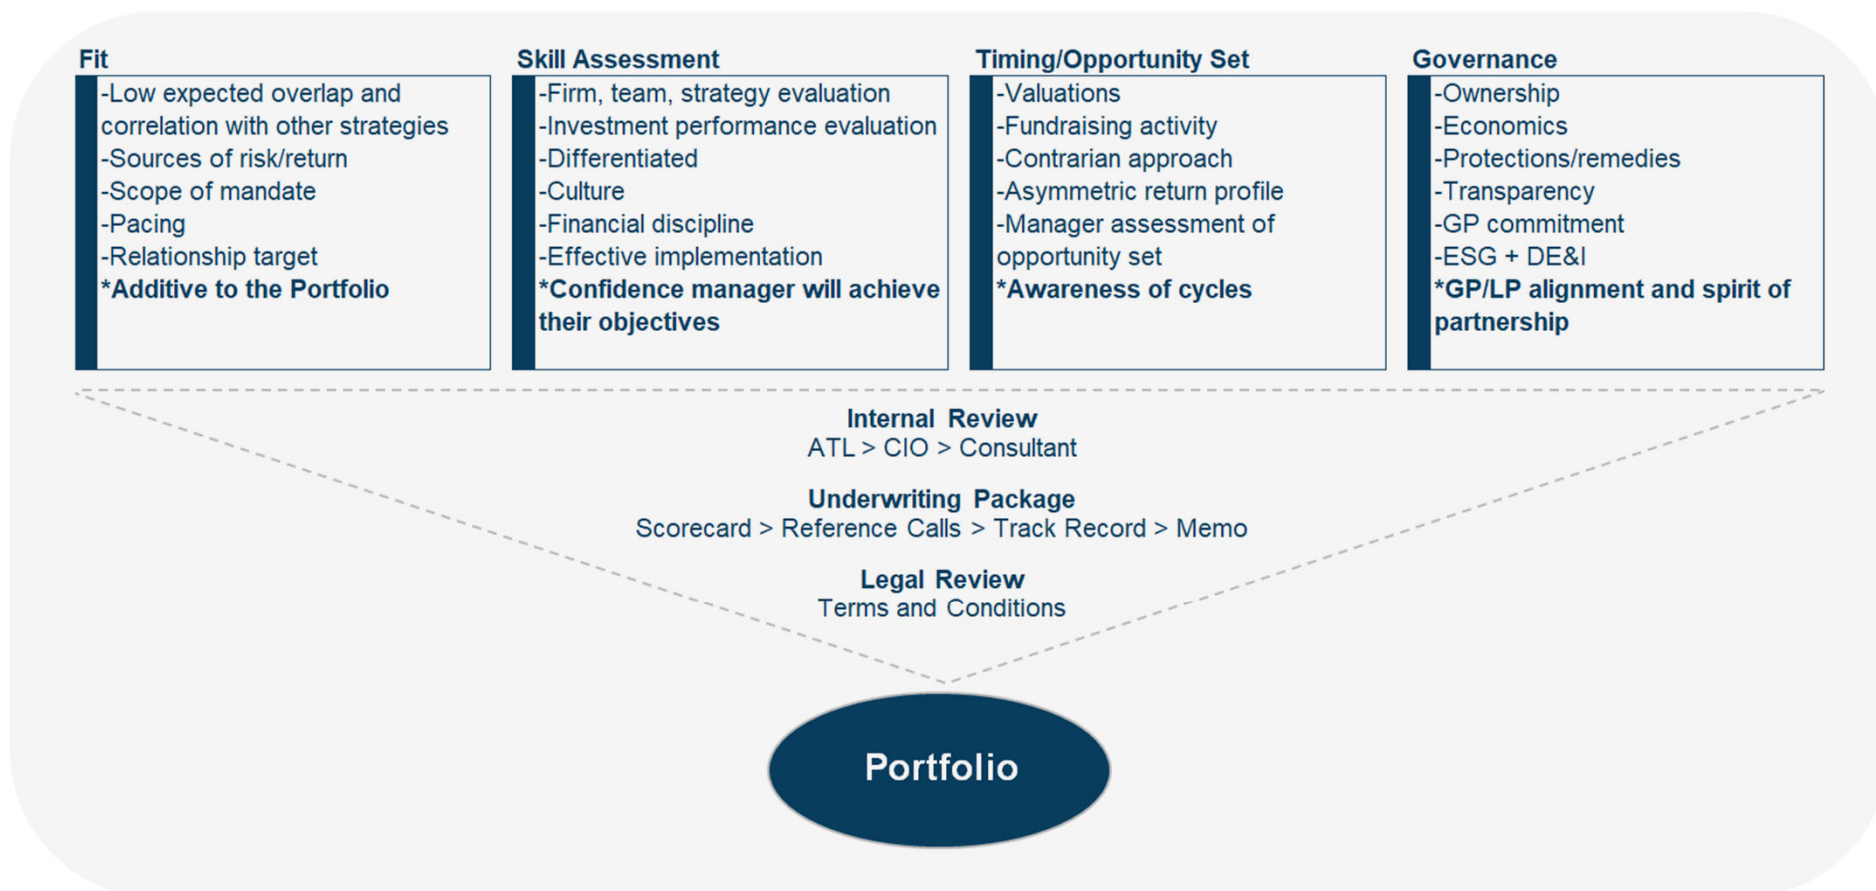 Fit
-Low expected overlap and
correlation with other strategies
-Sources of risk/return
-Scope of mandate
-Pacing
-Relationship target
*Additive to the Portfolio
Skill Assessment
-Firm, team, strategy evaluation
-Investment performance evaluation
-Differentiated
-Culture
-Financial discipline
-Effective implementation
*Confidence manager will achieve
their objectives
Timing/Opportunity Set
-Valuations
-Fundraising activity
-Contrarian approach
-Asymmetric return profile
-Manager assessment of
opportunity set
*Awareness of cycles
Governance
-Ownership
-Economics
-Protections/remedies
-Transparency
-GP commitment
-ESG + DE&I
*GP/LP alignment and spirit of
partnership
Internal Review
ATL > CIO > Consultant
Underwriting Package
Scorecard > Reference Calls > Track Record > Memo
Legal Review
Terms and Conditions
Portfolio